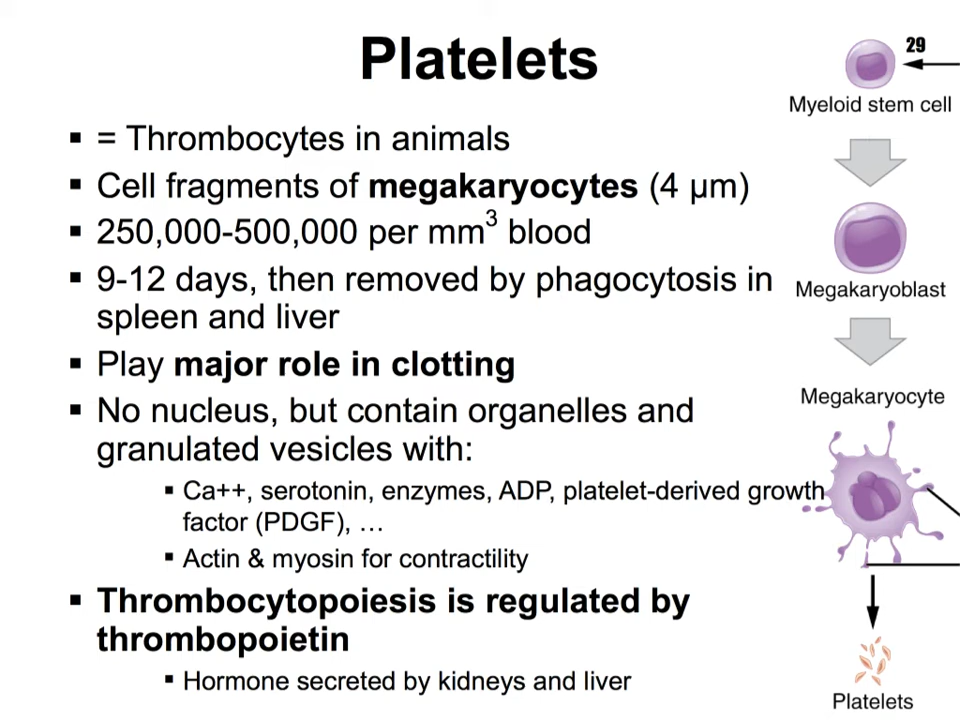 Platelets
29
▪ = Thrombocytes in animals
▪ Cell fragments of megakaryocytes (4 µm)
▪ 250,000-500,000 per mm³ blood
▪ 9-12 days, then removed by phagocytosis in
spleen and liver
▪ Play major role in clotting
▪ No nucleus, but contain organelles and
granulated vesicles with:
▪ Ca++, serotonin, enzymes, ADP, platelet-derived growth
factor (PDGF), …
▪ Actin & myosin for contractility
▪ Thrombocytopoiesis is regulated by
thrombopoietin
▪ Hormone secreted by kidneys and liver
Myeloid stem cell
Megakaryoblast
Megakaryocyte
Platelets